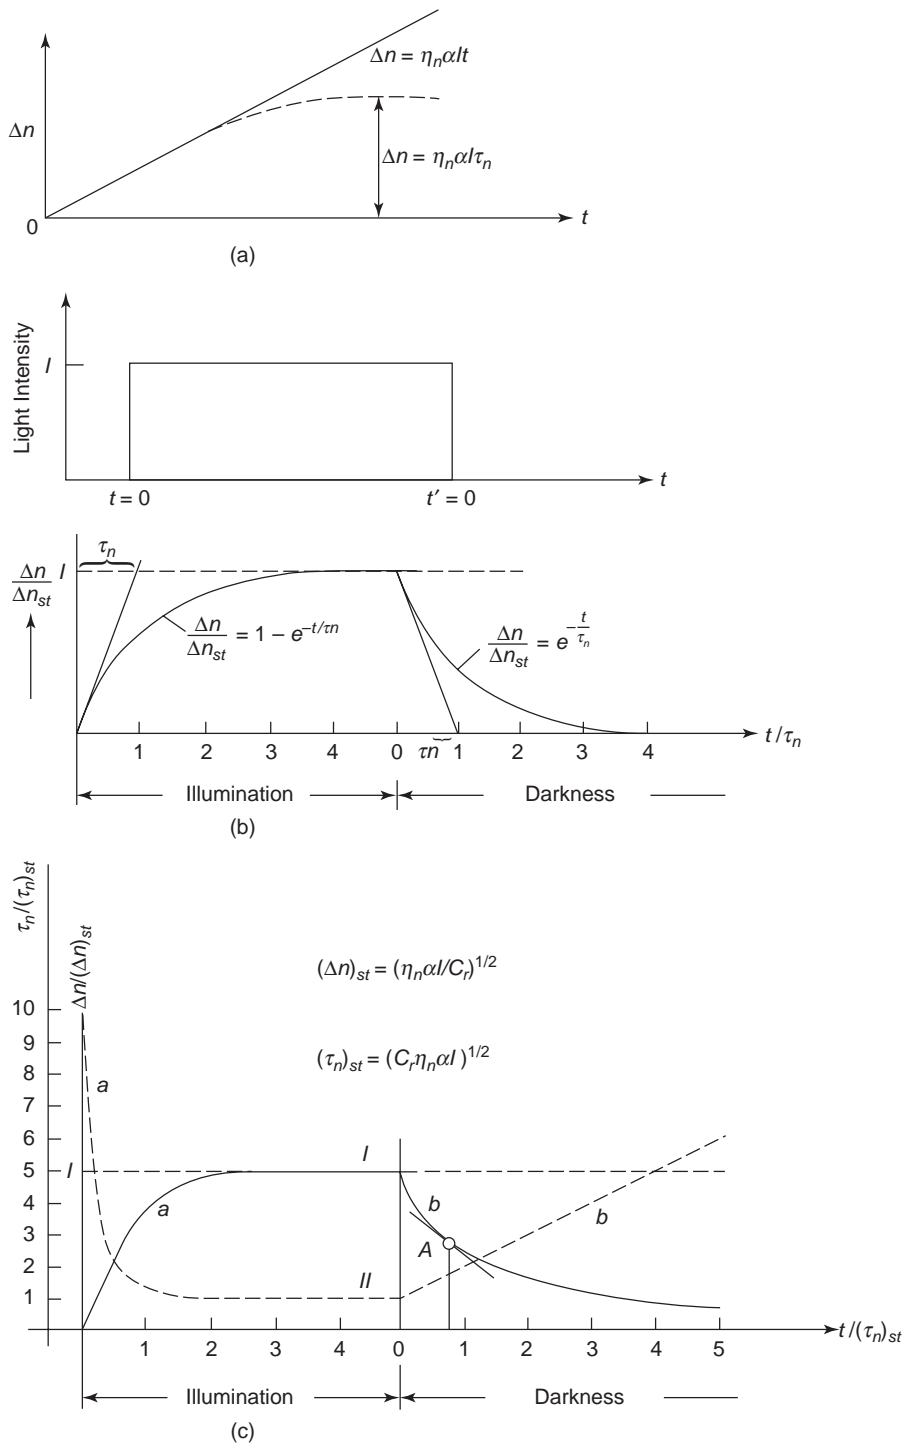 Δn = η_nαIt
Δn
Δn = η_nαIτ_n
0
t
(a)
Light Intensity
I
t
t = 0
t′ = 0
τ_n
Δn/Δn_st
I
Δn/Δn_st = 1 – e^–t/τn
Δn/Δn_st = e^–t/τ_n
t/τ_n
1 2 3 4 0 τn 1 2 3 4
Illumination
Darkness
(b)
τ_n/(τ_n)_st
Δn/(Δn)_st
(Δn)_st = (η_nαI/C_r)^1/2
10
9
(τ_n)_st = (C_rη_nαI)^1/2
8
a
7
6
I
I
5
b
4
a
b
3
A
2
II
1
t/(τ_n)_st
1 2 3 4 0 1 2 3 4 5
Illumination
Darkness
(c)